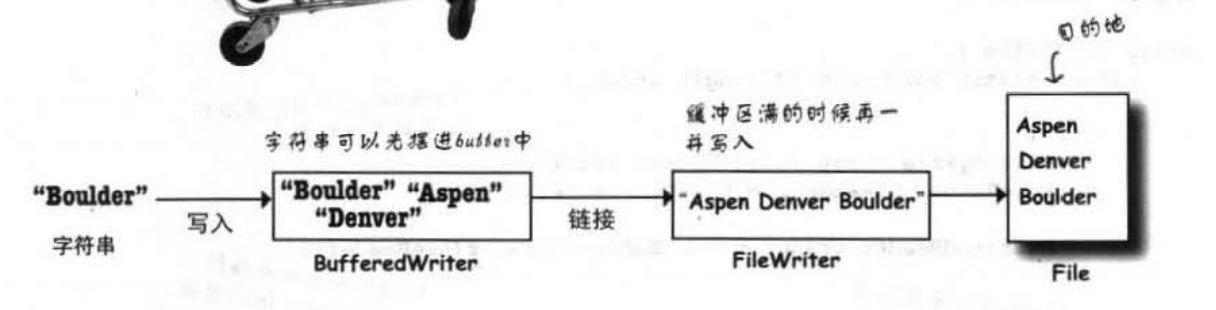 目的地
缓冲区满的时候再一
并写入
字符串可以先摆进buffer中
Aspen
Denver
Boulder
“Boulder”
写入
“Boulder” “Aspen”
“Denver”
链接
“Aspen Denver Boulder”
字符串
BufferedWriter
FileWriter
File